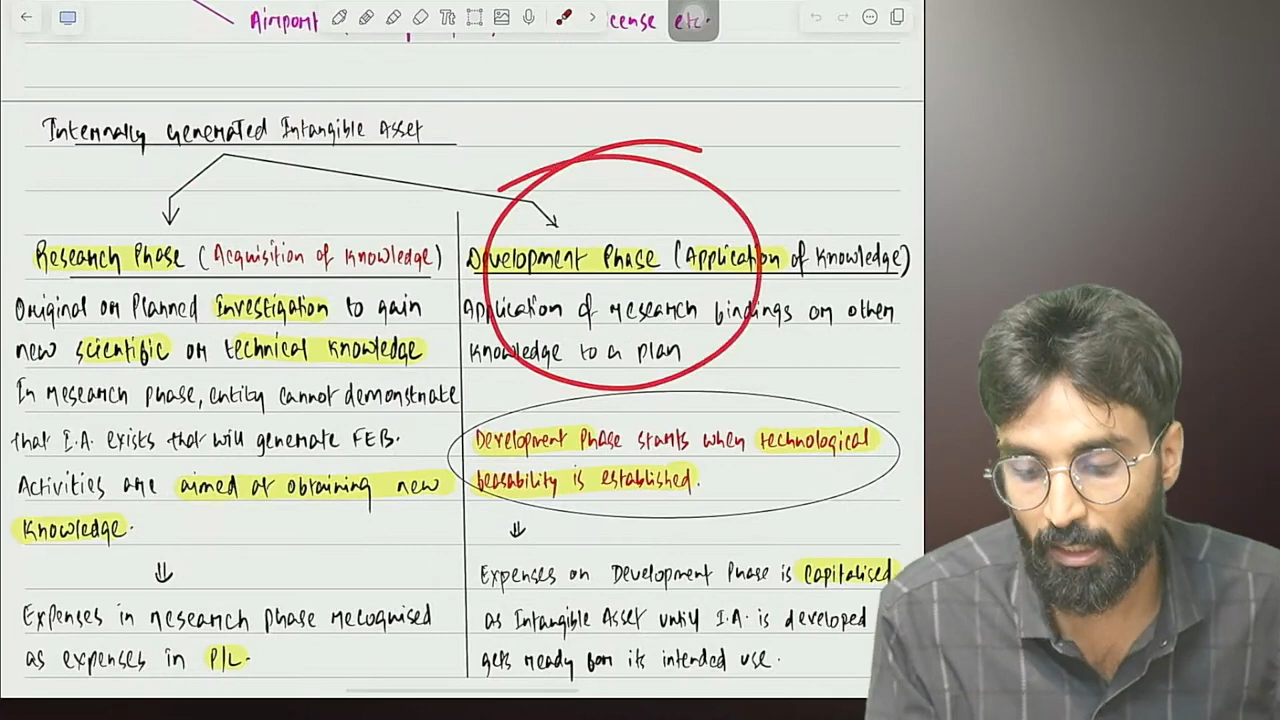 Airport
cense etc.
Internally Generated Intangible Asset
Research Phase (Acquisition of Knowledge)
Original or Planned Investigation to gain
new scientific or technical knowledge
In research phase, entity cannot demonstrate
that I.A. exists that will generate FEB.
Activities are aimed at obtaining new
knowledge.
⇓
Expenses in research phase recognised
as expenses in P/L.
Development Phase (Application of Knowledge)
Application of research findings or other
knowledge to a plan
Development Phase starts when technological
feasability is established.
⇓
Expenses on Development Phase is Capitalised
as Intangible Asset until I.A. is developed
gets ready for its intended use.